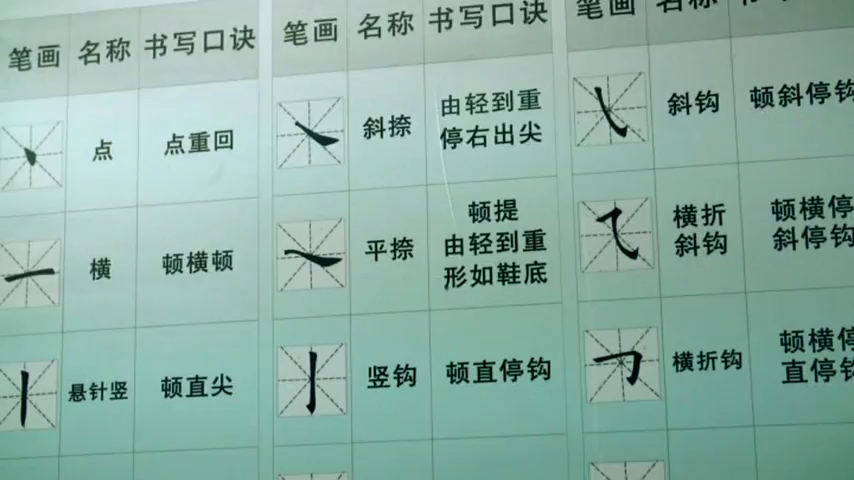 笔画 名称 书写口诀
点 点重回
横 顿横顿
悬针竖 顿直尖
笔画 名称 书写口诀
斜捺 由轻到重
停右出尖
平捺 顿提
由轻到重
形如鞋底
竖钩 顿直停钩
笔画 名称
斜钩 顿斜停钩
横折
斜钩
顿横停
斜停钩
横折钩 顿横停
直停钩